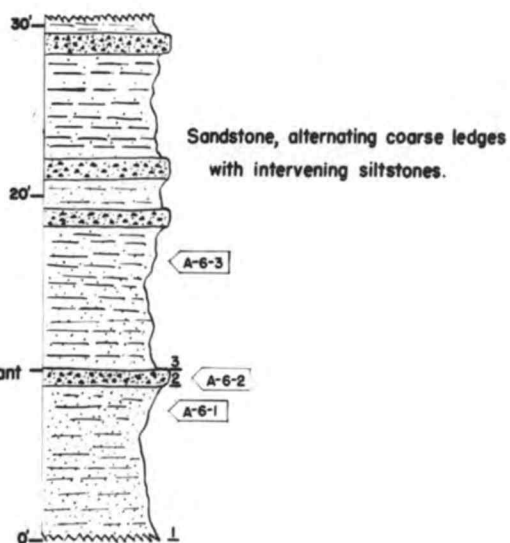 30'
Sandstone, alternating coarse ledges
with intervening siltstones.
20'
A-6-3
3
ant
2
A-6-2
A-6-1
0'
1